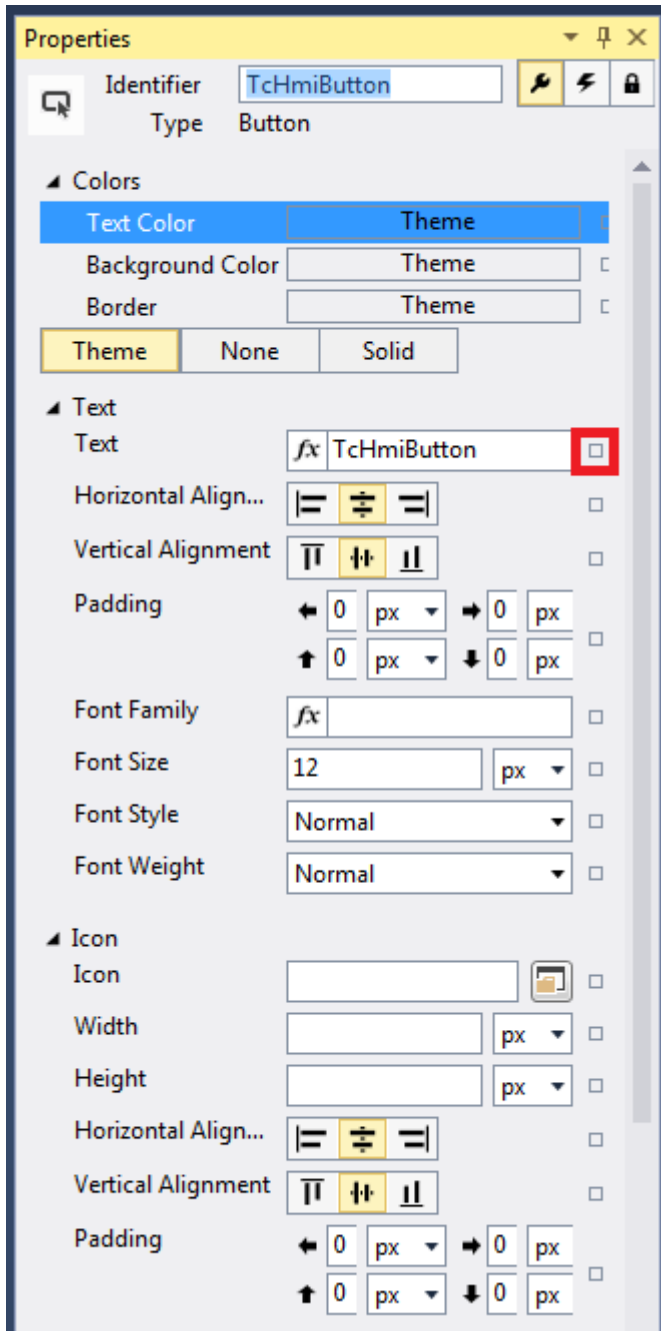 Properties
Identifier TcHmiButton
Type Button
Colors
Text Color Theme
Background Color Theme
Border Theme
Theme None Solid
Text
Text fx TcHmiButton
Horizontal Align...
Vertical Alignment
Padding 0 px 0 px
0 px 0 px
Font Family fx
Font Size 12 px
Font Style Normal
Font Weight Normal
Icon
Icon
Width px
Height px
Horizontal Align...
Vertical Alignment
Padding 0 px 0 px
0 px 0 px